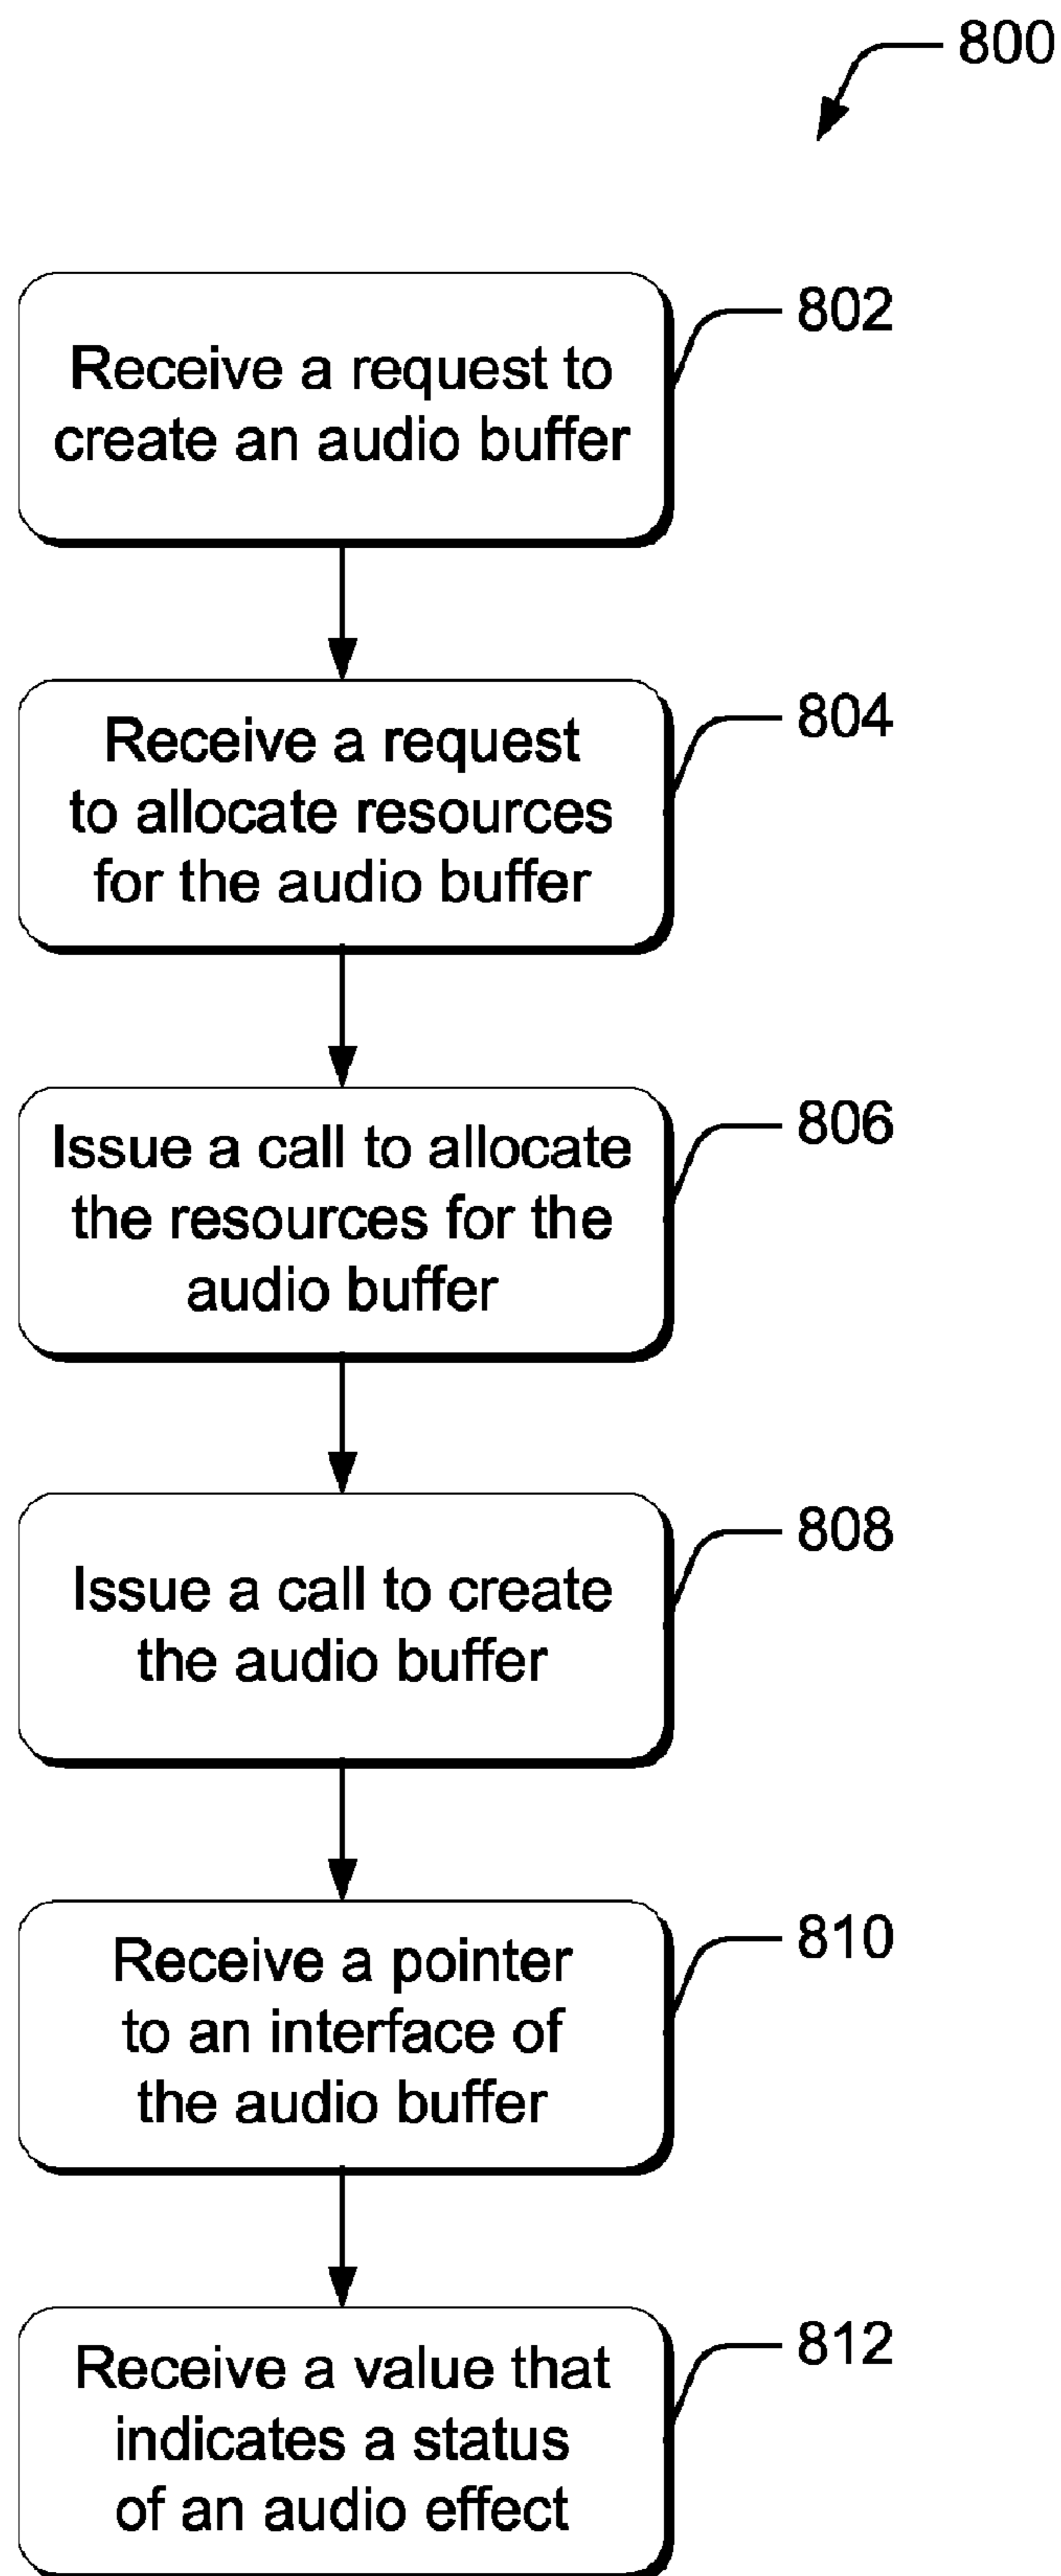 800
802
Receive a request to
create an audio buffer
804
Receive a request
to allocate resources
for the audio buffer
806
Issue a call to allocate
the resources for the
audio buffer
808
Issue a call to create
the audio buffer
810
Receive a pointer
to an interface of
the audio buffer
812
Receive a value that
indicates a status
of an audio effect